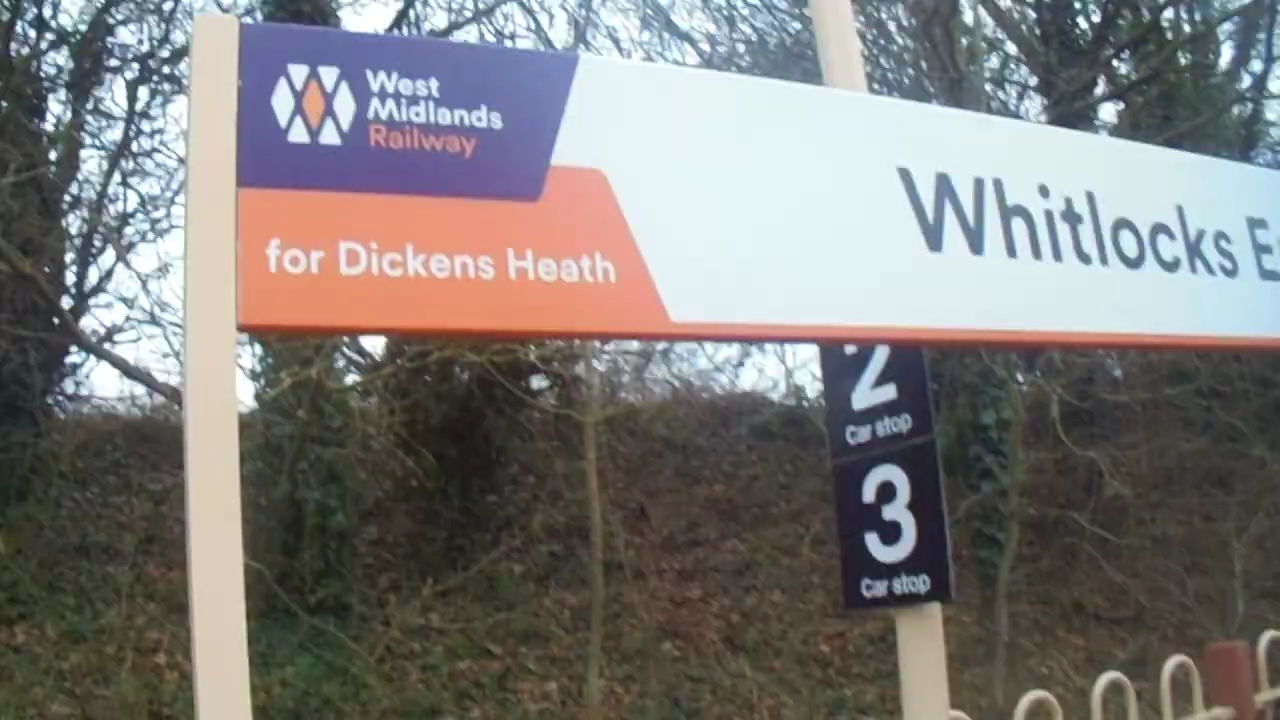 West
Midlands
Railway
for Dickens Heath
Whitlocks E
2
Car stop
3
Car stop